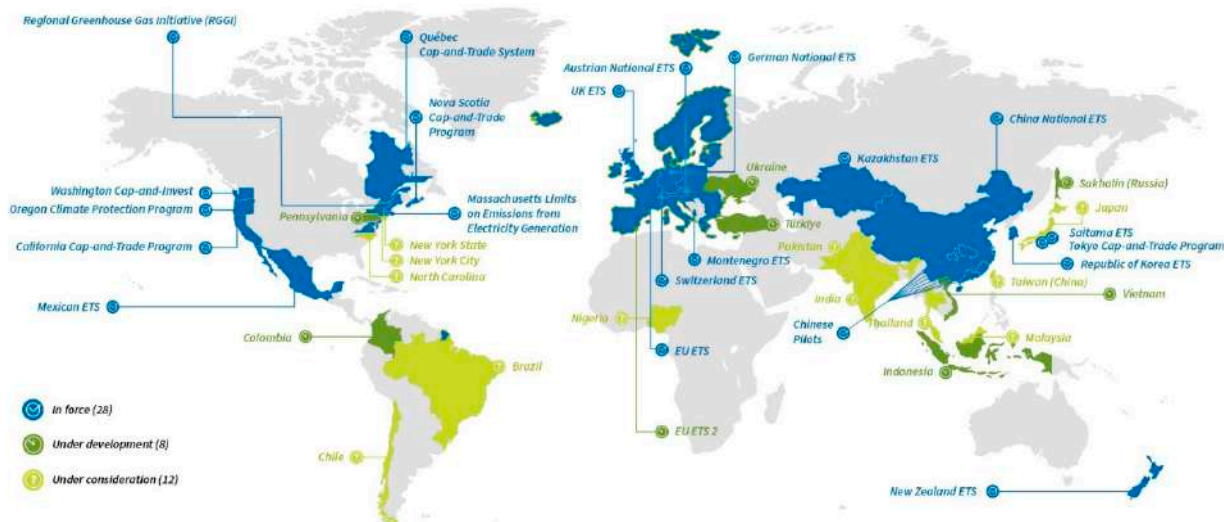 Regional Greenhouse Gas Initiative (RGGI)
Québec
Cap-and-Trade System
Nova Scotia
Cap-and-Trade
Program
Washington Cap-and-Invest
Oregon Climate Protection Program
California Cap-and-Trade Program
Mexican ETS
Pennsylvania
Massachusetts Limits
on Emissions from
Electricity Generation
New York State
New York City
North Carolina
Colombia
Brazil
Chile
Austrian National ETS
German National ETS
UK ETS
Ukraine
Türkiye
Montenegro ETS
Switzerland ETS
Nigeria
EU ETS
EU ETS 2
Kazakhstan ETS
China National ETS
Sakhalin (Russia)
Japan
Saitama ETS
Tokyo Cap-and-Trade Program
Republic of Korea ETS
Pakistan
India
Taiwan (China)
Vietnam
Chinese
Pilots
Thailand
Malaysia
Indonesia
New Zealand ETS
In force (28)
Under development (8)
Under consideration (12)